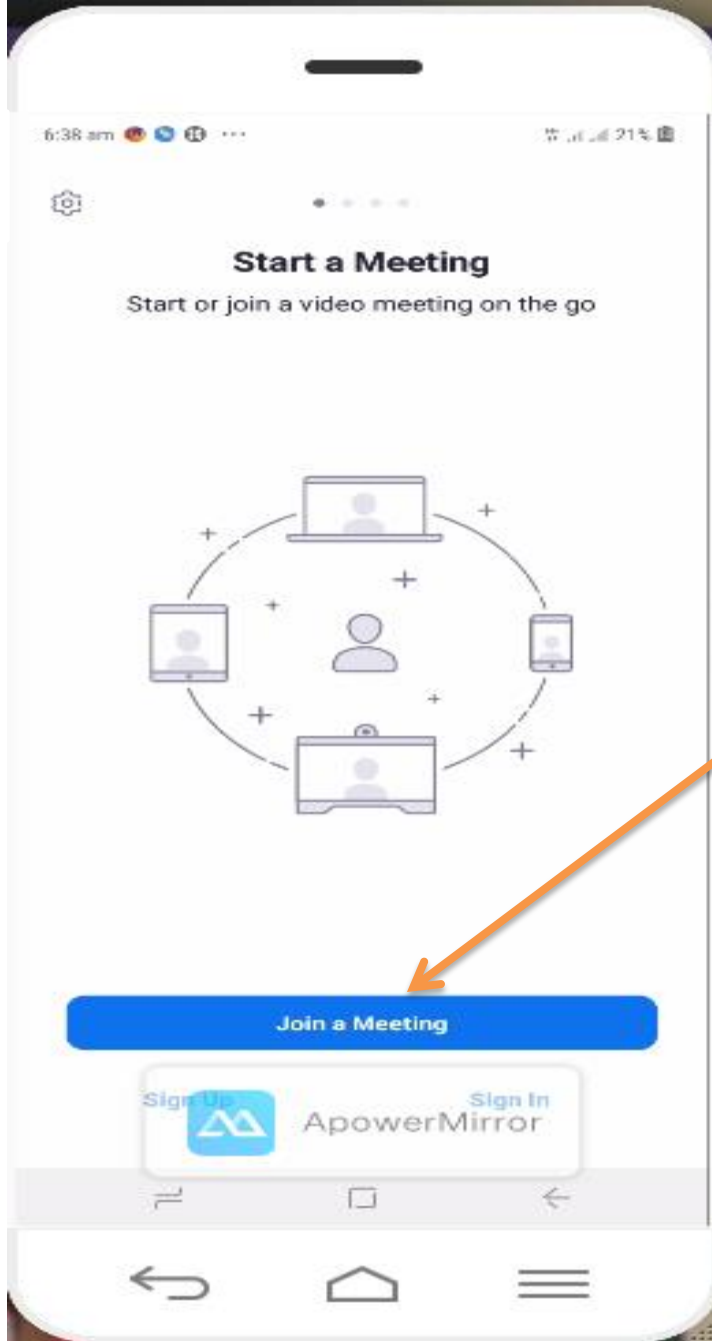 6:38 am
21%
Start a Meeting
Start or join a video meeting on the go
Join a Meeting
Sign Up
Sign In
ApowerMirror